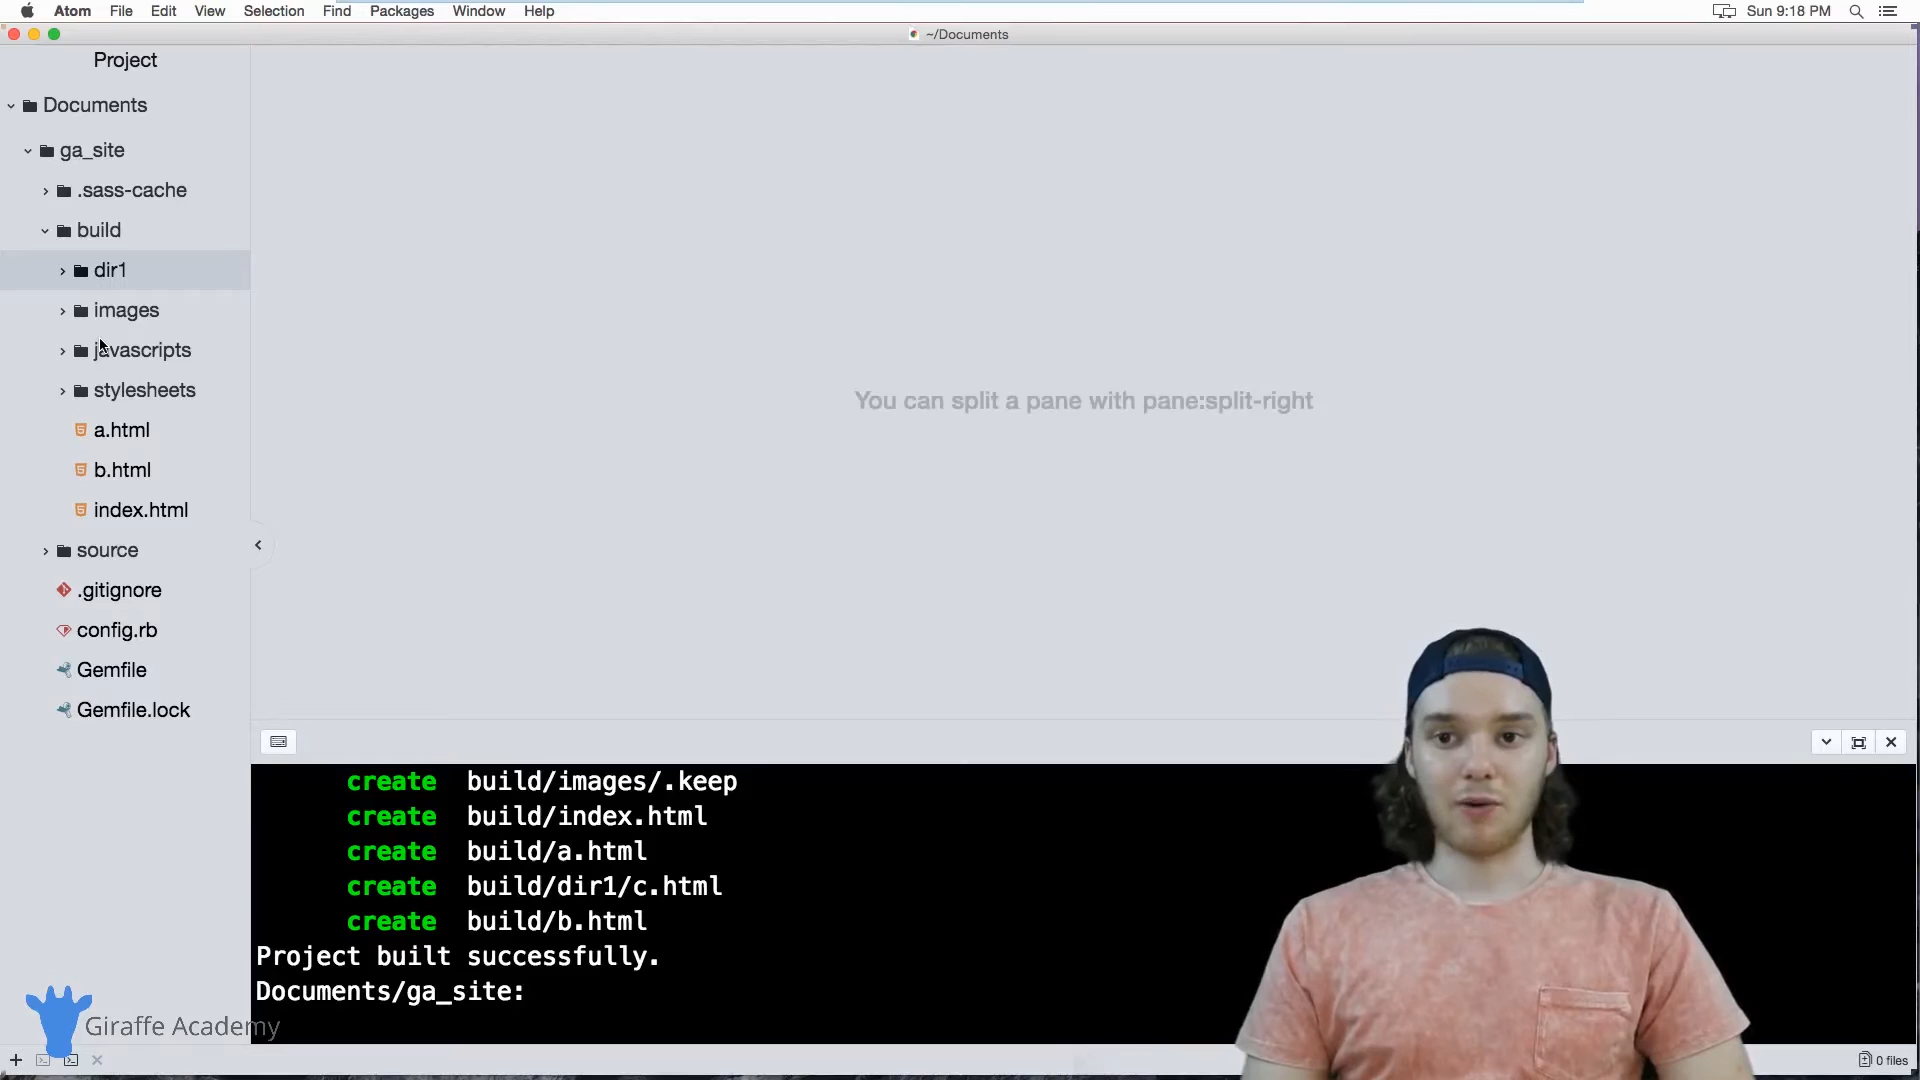 Atom File Edit View Selection Find Packages Window Help Sun 9:18 PM
~/Documents
Project
Documents
ga_site
.sass-cache
build
dir1
images
javascripts
stylesheets
a.html
b.html
index.html
source
.gitignore
config.rb
Gemfile
Gemfile.lock
You can split a pane with pane:split-right
create build/images/.keep
create build/index.html
create build/a.html
create build/dir1/c.html
create build/b.html
Project built successfully.
Documents/ga_site:
Giraffe Academy
0 files